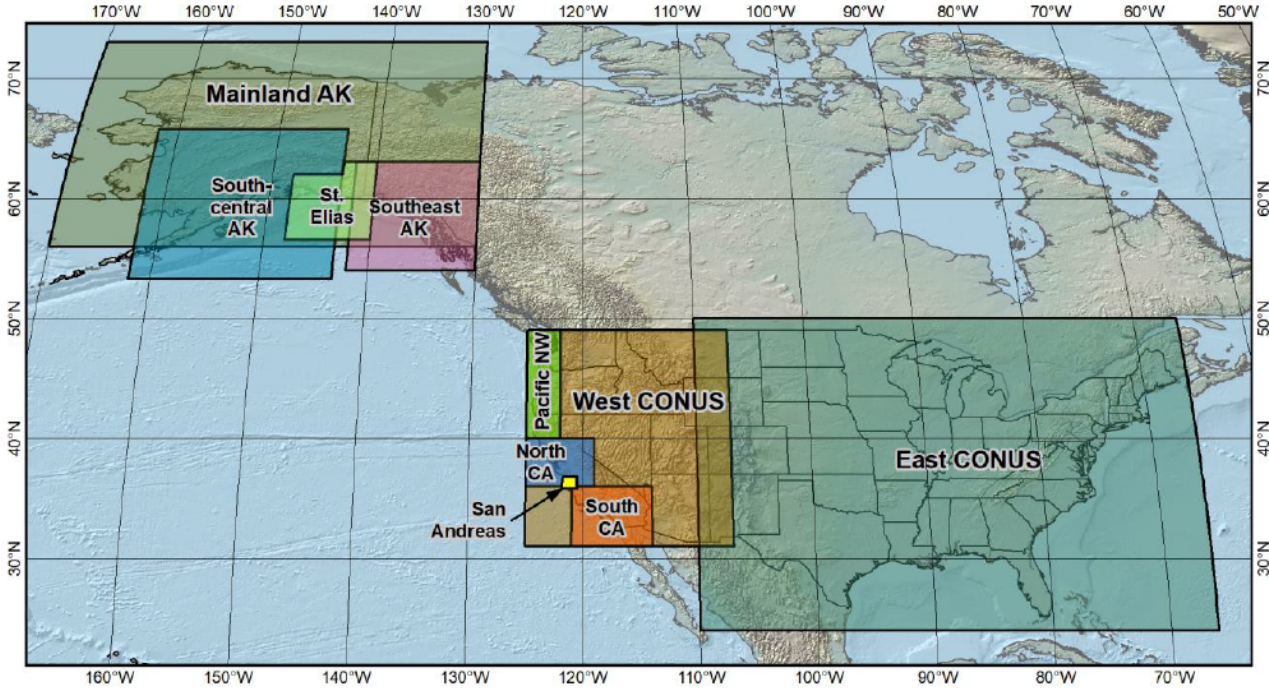 170°W 160°W 150°W 140°W 130°W 120°W 110°W 100°W 90°W 80°W 70°W 60°W 50°W
70°N 70°N
Mainland AK
60°N 60°N
South-
central
AK
St.
Elias
Southeast
AK
50°N 50°N
Pacific NW
West CONUS
40°N 40°N
North
CA
East CONUS
San
Andreas
South
CA
30°N 30°N
160°W 150°W 140°W 130°W 120°W 110°W 100°W 90°W 80°W 70°W